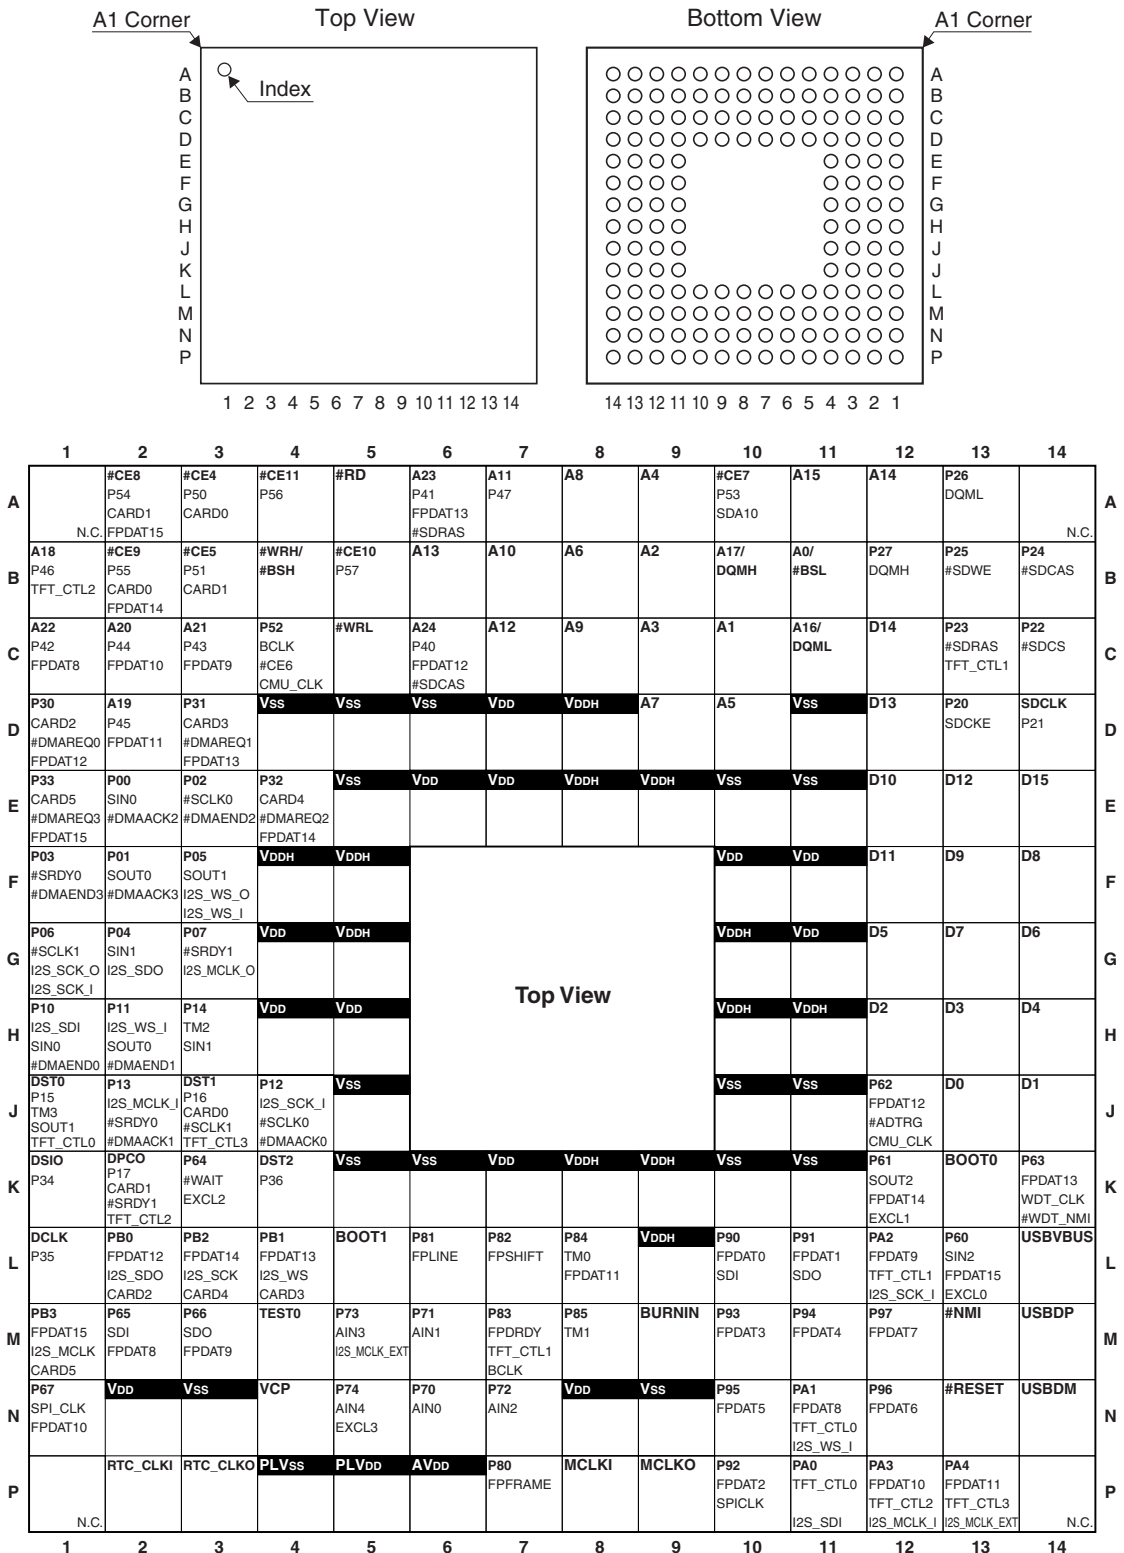 A1 Corner
Top View
Bottom View
A1 Corner
Index
A A A
B B B
C C C
D D D
E E E
F F F
G G G
H H H
J J J
K K J
L L L
M M M
N N N
P P P
1 2 3 4 5 6 7 8 9 10 11 12 13 14
14 13 12 11 10 9 8 7 6 5 4 3 2 1
1 2 3 4 5 6 7 8 9 10 11 12 13 14
A #CE8 #CE4 #CE11 #RD A23 A11 A8 A4 #CE7 A15 A14 P26 A
P54 P50 P56 P41 P47 P53 DQML
CARD1 CARD0 FPDAT13 SDA10
N.C. FPDAT15 #SDRAS N.C.
B A18 #CE9 #CE5 #WRH/ #CE10 A13 A10 A6 A2 A17/ A0/ P27 P25 P24 B
P46 P55 P51 #BSH P57 DQMH #BSL DQMH #SDWE #SDCAS
TFT_CTL2 CARD0 CARD1
FPDAT14
C A22 A20 A21 P52 #WRL A24 A12 A9 A3 A1 A16/ D14 P23 P22 C
P42 P44 P43 BCLK P40 DQML #SDRAS #SDCS
FPDAT8 FPDAT10 FPDAT9 #CE6 FPDAT12 TFT_CTL1
CMU_CLK #SDCAS
D P30 A19 P31 VSS VSS VSS VDD VDDH A7 A5 VSS D13 P20 SDCLK D
CARD2 P45 CARD3 SDCKE P21
#DMAREQ0 FPDAT11 #DMAREQ1
FPDAT12 FPDAT13
E P33 P00 P02 P32 VSS VDD VDD VDDH VDDH VSS VSS D10 D12 D15 E
CARD5 SIN0 #SCLK0 CARD4
#DMAREQ3 #DMAACK2 #DMAEND2 #DMAREQ2
FPDAT15 FPDAT14
F P03 P01 P05 VDDH VDDH VDD VDD D11 D9 D8 F
#SRDY0 SOUT0 SOUT1
#DMAEND3 #DMAACK3 I2S_WS_O
I2S_WS_I
G P06 P04 P07 VDD VDDH VDDH VDD D5 D7 D6 G
#SCLK1 SIN1 #SRDY1
I2S_SCK_O I2S_SDO I2S_MCLK_O
I2S_SCK_I
Top View
H P10 P11 P14 VDD VDD VDDH VDDH D2 D3 D4 H
I2S_SDI I2S_WS_I TM2
SIN0 SOUT0 SIN1
#DMAEND0 #DMAEND1
J DST0 P13 DST1 P12 VSS VSS VSS P62 D0 D1 J
P15 I2S_MCLK_I P16 I2S_SCK_I FPDAT12
TM3 #SRDY0 CARD0 #SCLK0 #ADTRG
SOUT1 #DMAACK1 #SCLK1 #DMAACK0 CMU_CLK
TFT_CTL0 TFT_CTL3
K DSIO DPCO P64 DST2 VSS VSS VDD VDDH VDDH VSS VSS P61 BOOT0 P63 K
P34 P17 #WAIT P36 SOUT2 FPDAT13
CARD1 EXCL2 FPDAT14 WDT_CLK
#SRDY1 EXCL1 #WDT_NMI
TFT_CTL2
L DCLK PB0 PB2 PB1 BOOT1 P81 P82 P84 VDDH P90 P91 PA2 P60 USBVBUS L
P35 FPDAT12 FPDAT14 FPDAT13 FPLINE FPSHIFT TM0 FPDAT0 FPDAT1 FPDAT9 SIN2
I2S_SDO I2S_SCK I2S_WS FPDAT11 SDI SDO TFT_CTL1 FPDAT15
CARD2 CARD4 CARD3 I2S_SCK_I EXCL0
M PB3 P65 P66 TEST0 P73 P71 P83 P85 BURNIN P93 P94 P97 #NMI USBDP M
FPDAT15 SDI SDO AIN3 AIN1 FPDRDY TM1 FPDAT3 FPDAT4 FPDAT7
I2S_MCLK FPDAT8 FPDAT9 I2S_MCLK_EXT TFT_CTL1
CARD5 BCLK
N P67 VDD VSS VCP P74 P70 P72 VDD VSS P95 PA1 P96 #RESET USBDM N
SPI_CLK AIN4 AIN0 AIN2 FPDAT5 FPDAT8 FPDAT6
FPDAT10 EXCL3 TFT_CTL0
I2S_WS_I
P RTC_CLKI RTC_CLKO PLVSS PLVDD AVDD P80 MCLKI MCLKO P92 PA0 PA3 PA4 P
FPFRAME FPDAT2 TFT_CTL0 FPDAT10 FPDAT11
SPICLK TFT_CTL2 TFT_CTL3
N.C. I2S_SDI I2S_MCLK_I I2S_MCLK_EXT N.C.
1 2 3 4 5 6 7 8 9 10 11 12 13 14